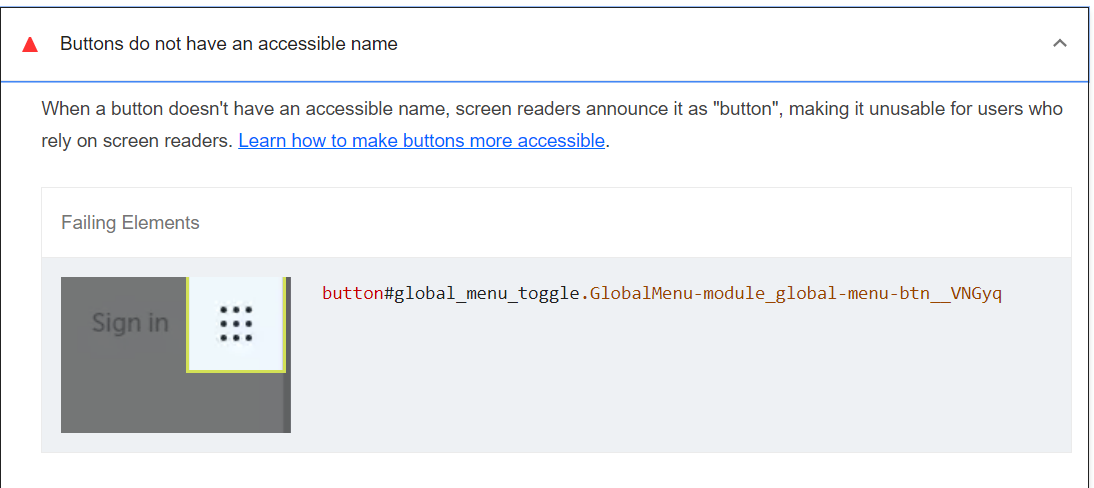 Buttons do not have an accessible name
When a button doesn't have an accessible name, screen readers announce it as "button", making it unusable for users who
rely on screen readers. Learn how to make buttons more accessible.
Failing Elements
Sign in
button#global_menu_toggle.GlobalMenu-module_global-menu-btn__VNGyq